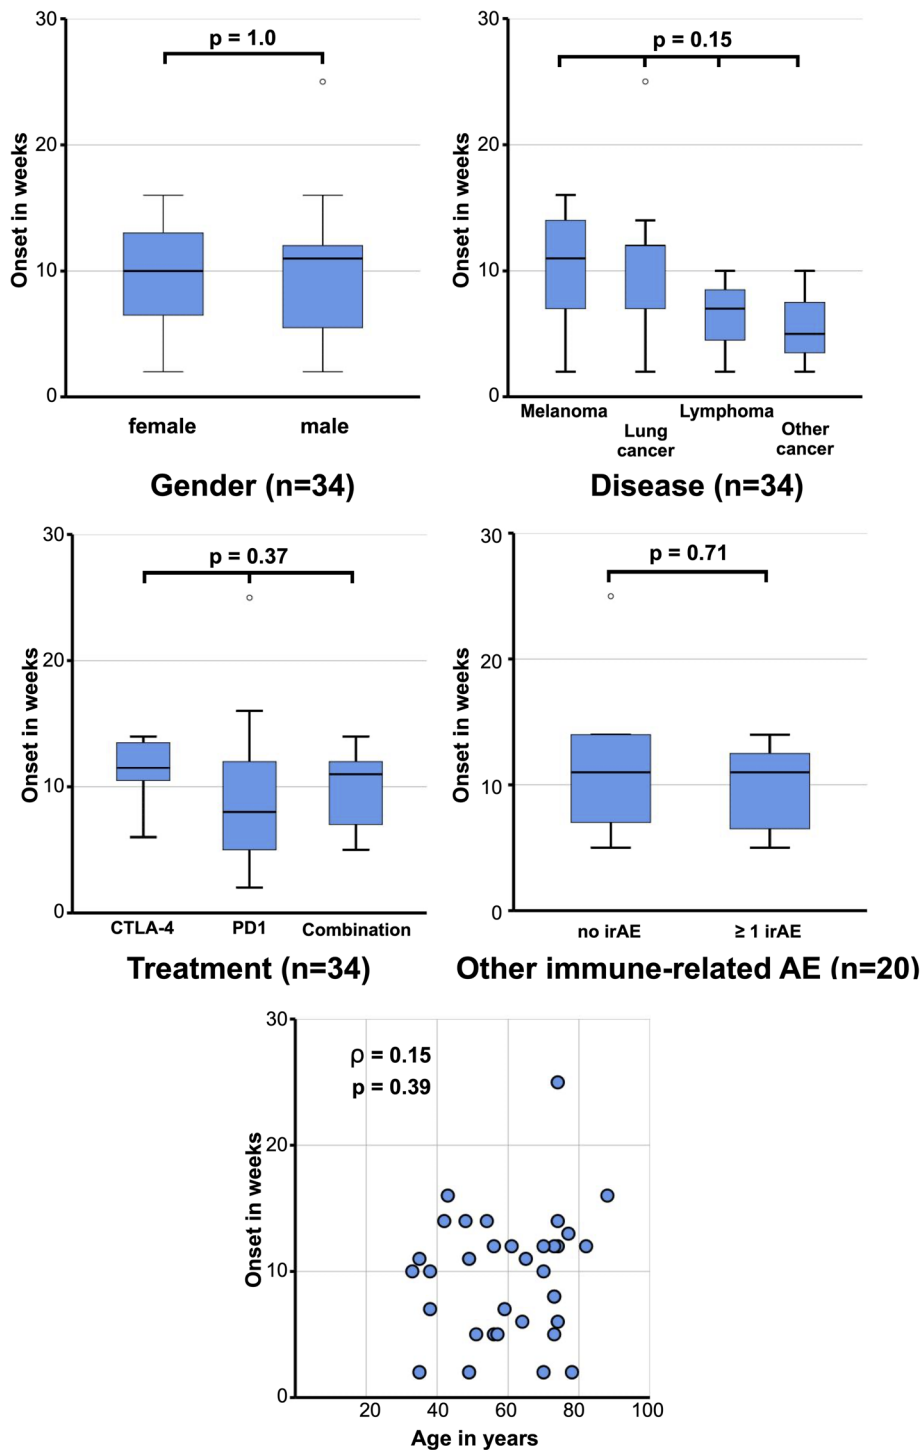 30
20
10
0
Onset in weeks
p = 1.0
female
male
Gender (n=34)
30
20
10
0
Onset in weeks
p = 0.15
Melanoma
Lung
cancer
Lymphoma
Other
cancer
Disease (n=34)
30
20
10
0
Onset in weeks
p = 0.37
CTLA-4
PD1
Combination
Treatment (n=34)
30
20
10
0
Onset in weeks
p = 0.71
no irAE
≥ 1 irAE
Other immune-related AE (n=20)
30
20
10
0
Onset in weeks
ρ = 0.15
p = 0.39
20
40
60
80
100
Age in years